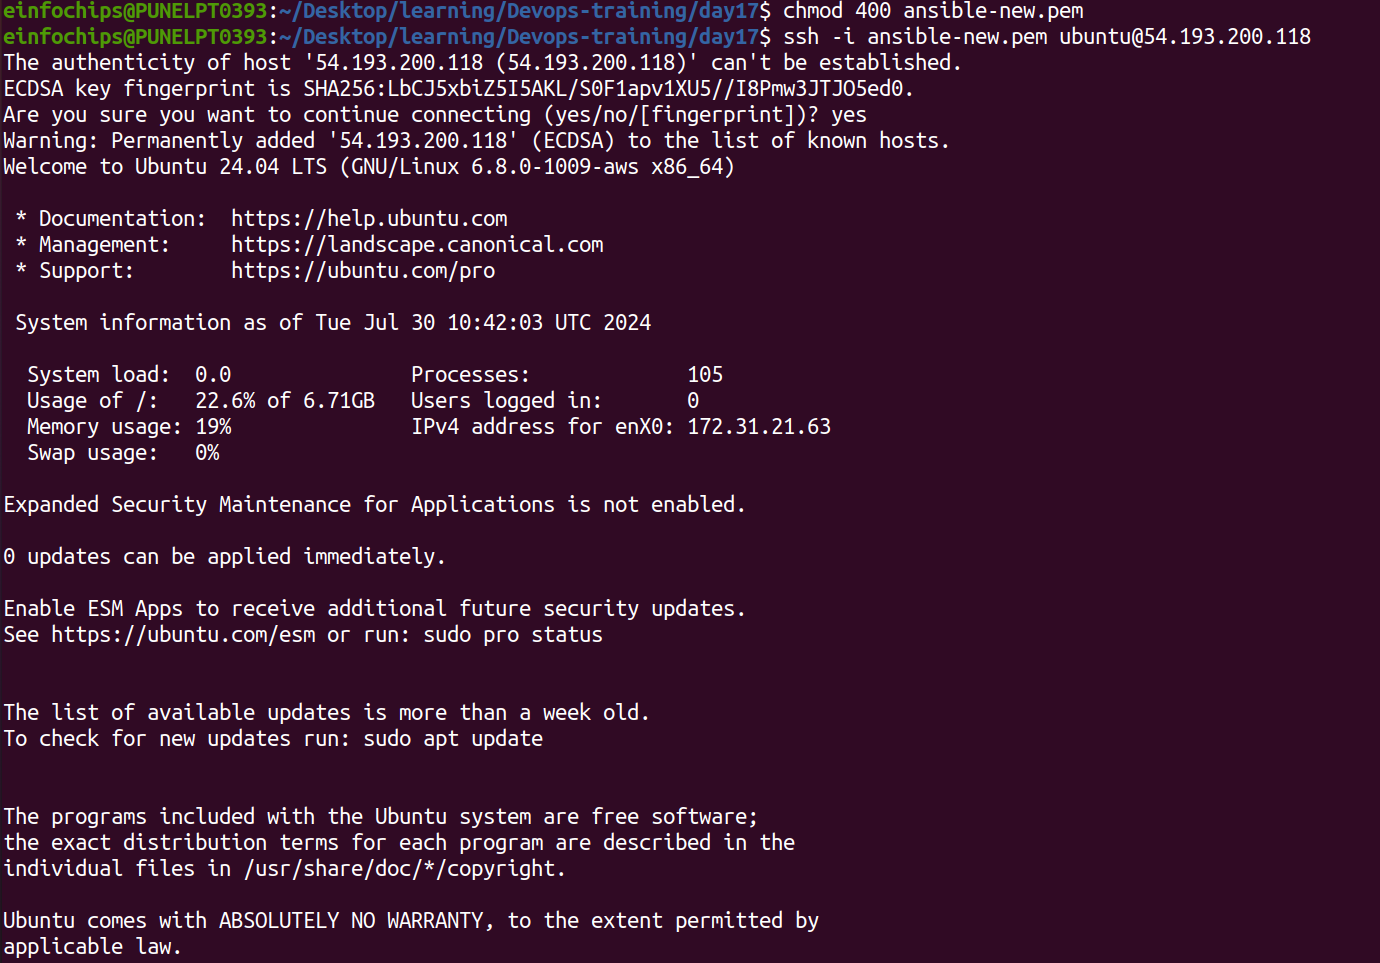 einfochips@PUNELPT0393:~/Desktop/learning/Devops-training/day17$ chmod 400 ansible-new.pem
einfochips@PUNELPT0393:~/Desktop/learning/Devops-training/day17$ ssh -i ansible-new.pem ubuntu@54.193.200.118
The authenticity of host '54.193.200.118 (54.193.200.118)' can't be established.
ECDSA key fingerprint is SHA256:LbCJ5xbiZ5I5AKL/S0F1apv1XU5//I8Pmw3JTJO5ed0.
Are you sure you want to continue connecting (yes/no/[fingerprint])? yes
Warning: Permanently added '54.193.200.118' (ECDSA) to the list of known hosts.
Welcome to Ubuntu 24.04 LTS (GNU/Linux 6.8.0-1009-aws x86_64)

 * Documentation:  https://help.ubuntu.com
 * Management:     https://landscape.canonical.com
 * Support:        https://ubuntu.com/pro

 System information as of Tue Jul 30 10:42:03 UTC 2024

  System load:  0.0               Processes:             105
  Usage of /:   22.6% of 6.71GB   Users logged in:       0
  Memory usage: 19%               IPv4 address for enX0: 172.31.21.63
  Swap usage:   0%

Expanded Security Maintenance for Applications is not enabled.

0 updates can be applied immediately.

Enable ESM Apps to receive additional future security updates.
See https://ubuntu.com/esm or run: sudo pro status

The list of available updates is more than a week old.
To check for new updates run: sudo apt update

The programs included with the Ubuntu system are free software;
the exact distribution terms for each program are described in the
individual files in /usr/share/doc/*/copyright.

Ubuntu comes with ABSOLUTELY NO WARRANTY, to the extent permitted by
applicable law.